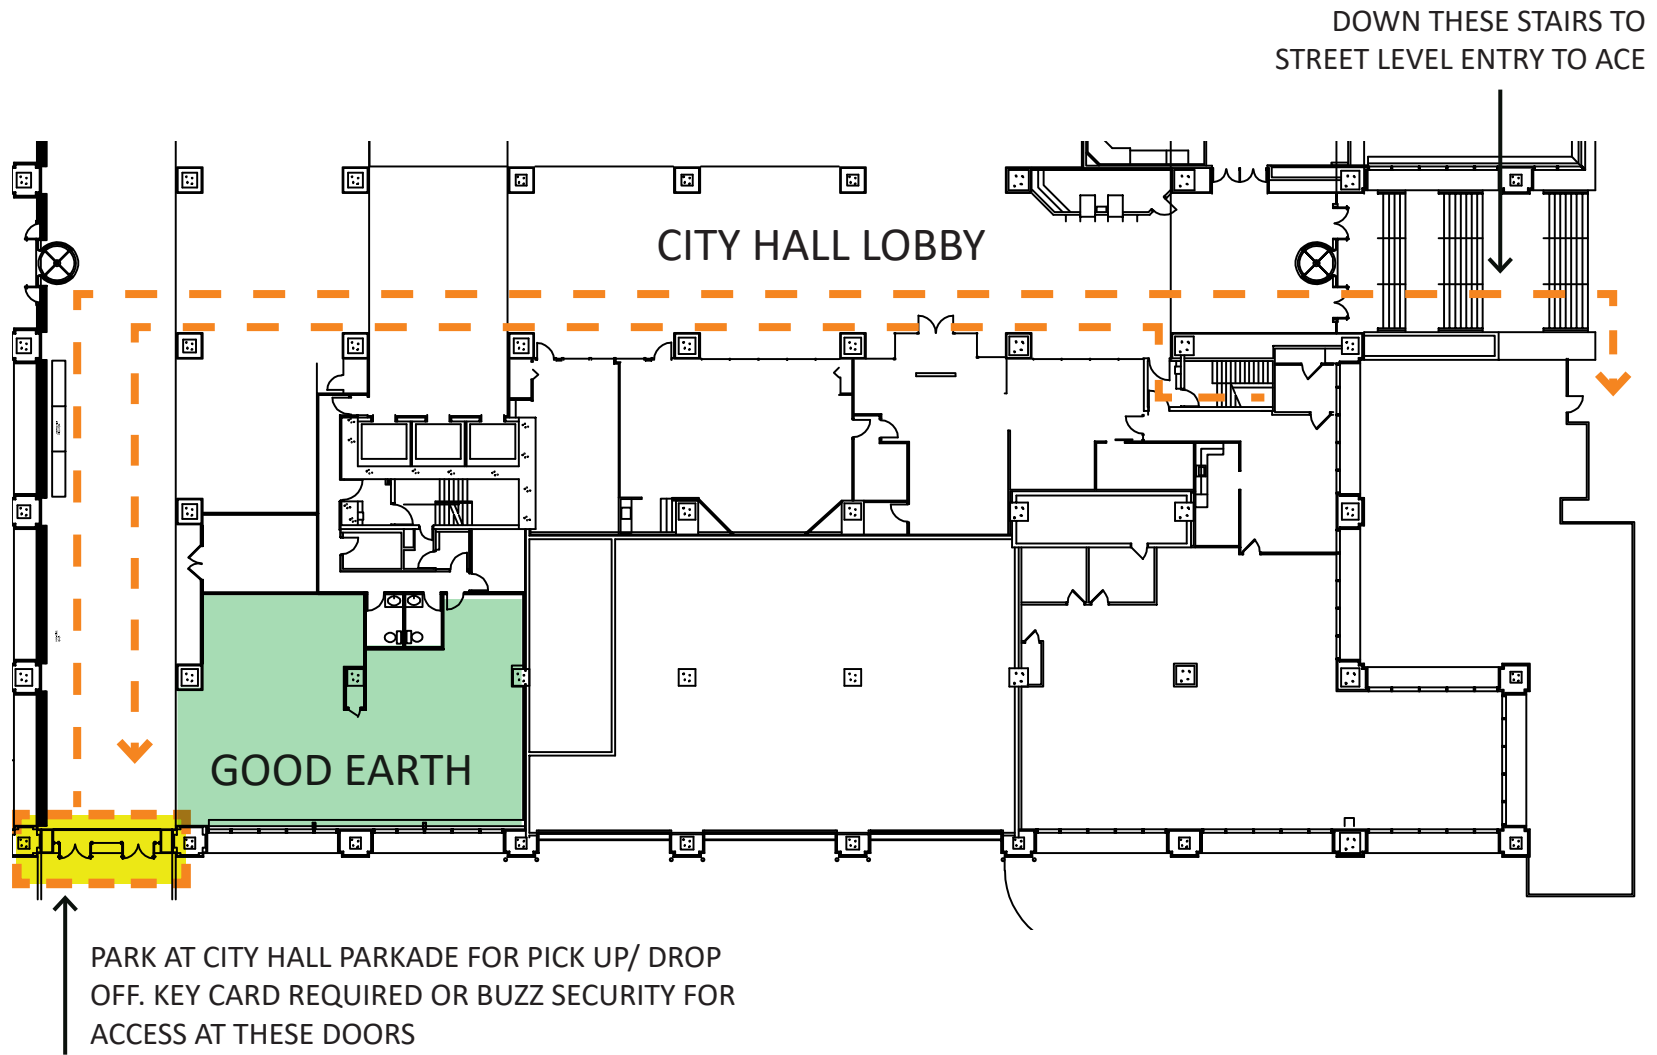 DOWN THESE STAIRS TO
STREET LEVEL ENTRY TO ACE
CITY HALL LOBBY
GOOD EARTH
PARK AT CITY HALL PARKADE FOR PICK UP/ DROP
OFF. KEY CARD REQUIRED OR BUZZ SECURITY FOR
ACCESS AT THESE DOORS